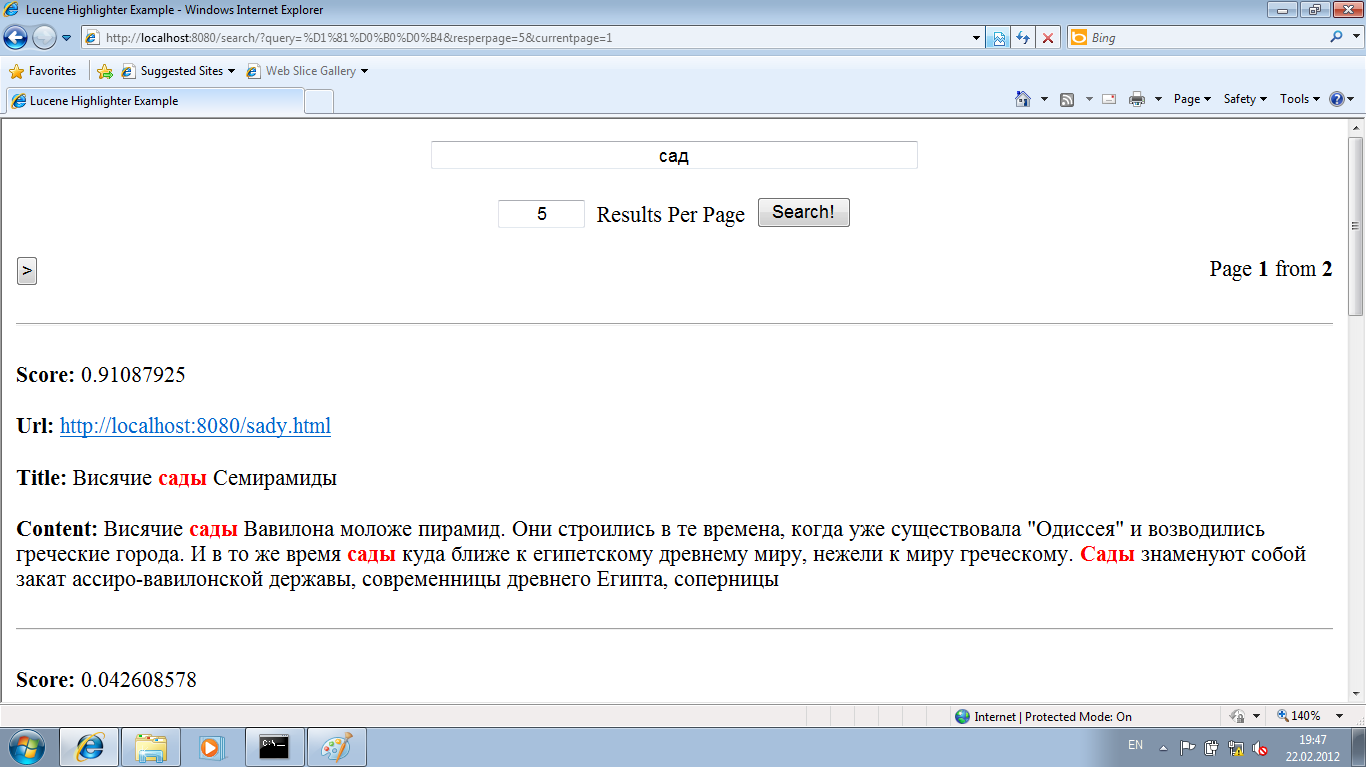 Lucene Highlighter Example - Windows Internet Explorer
http://localhost:8080/search/?query=%D1%81%D0%B0%D0%B4&resperpage=5&currentpage=1
Bing
Favorites Suggested Sites Web Slice Gallery
Lucene Highlighter Example
Page Safety Tools
сад
5 Results Per Page Search!
> Page 1 from 2
Score: 0.91087925
Url: http://localhost:8080/sady.html
Title: Висячие сады Семирамиды
Content: Висячие сады Вавилона моложе пирамид. Они строились в те времена, когда уже существовала "Одиссея" и возводились
греческие города. И в то же время сады куда ближе к египетскому древнему миру, нежели к миру греческому. Сады знаменуют собой
закат ассиро-вавилонской державы, современницы древнего Египта, соперницы
Score: 0.042608578
Internet | Protected Mode: On 140%
C:\
EN 19:47
22.02.2012